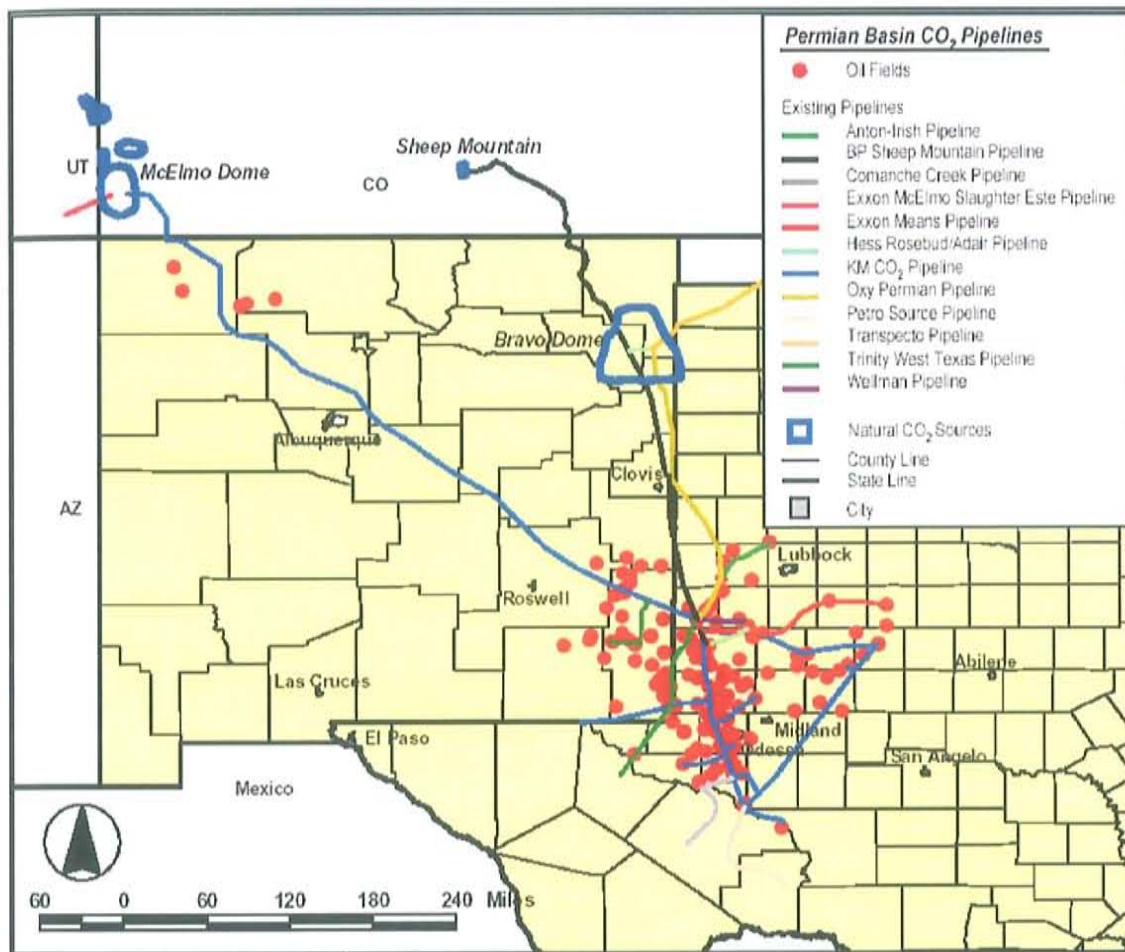 Permian Basin CO₂ Pipelines
Oil Fields
Existing Pipelines
Anton-Irish Pipeline
BP Sheep Mountain Pipeline
Comanche Creek Pipeline
Exxon McElmo Slaughter Este Pipeline
Exxon Means Pipeline
Hess Rosebud/Adair Pipeline
KM CO₂ Pipeline
Oxy Permian Pipeline
Petro Source Pipeline
Transpecto Pipeline
Trinity West Texas Pipeline
Wellman Pipeline
Natural CO₂ Sources
County Line
State Line
City
Sheep Mountain
UT
McElmo Dome
CO
Bravo Dome
Albuquerque
Clovis
AZ
Lubbock
Roswell
Abilene
Las Cruces
Midland
El Paso
Odessa
San Angelo
Mexico
60 0 60 120 180 240 Miles